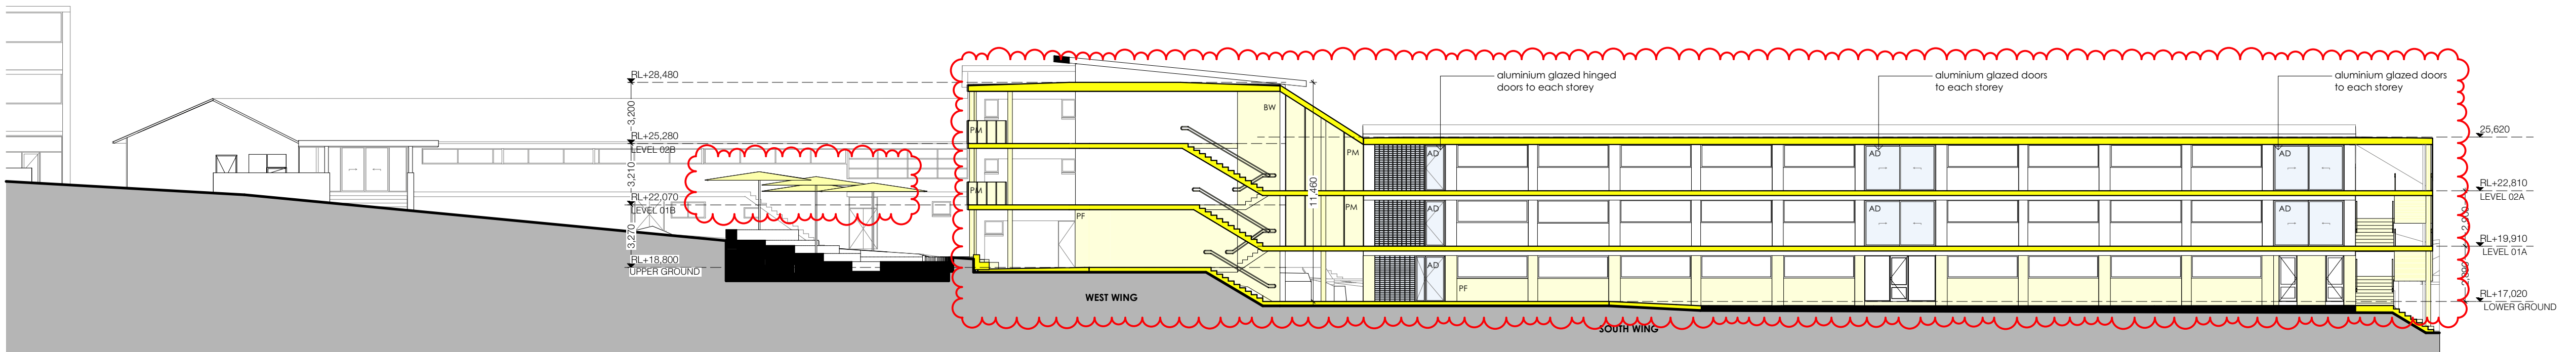 RL+28,480
3,200
RL+25,280
LEVEL 02B
3,210
RL+22,070
LEVEL 01B
3,270
RL+18,800
UPPER GROUND
PM
PM
PF
BW
PM
PM
11,460
WEST WING
aluminium glazed hinged
doors to each storey
aluminium glazed doors
to each storey
aluminium glazed doors
to each storey
AD
AD
AD
AD
AD
AD
AD
PF
SOUTH WING
25,620
RL+22,810
LEVEL 02A
RL+19,910
LEVEL 01A
RL+17,020
LOWER GROUND